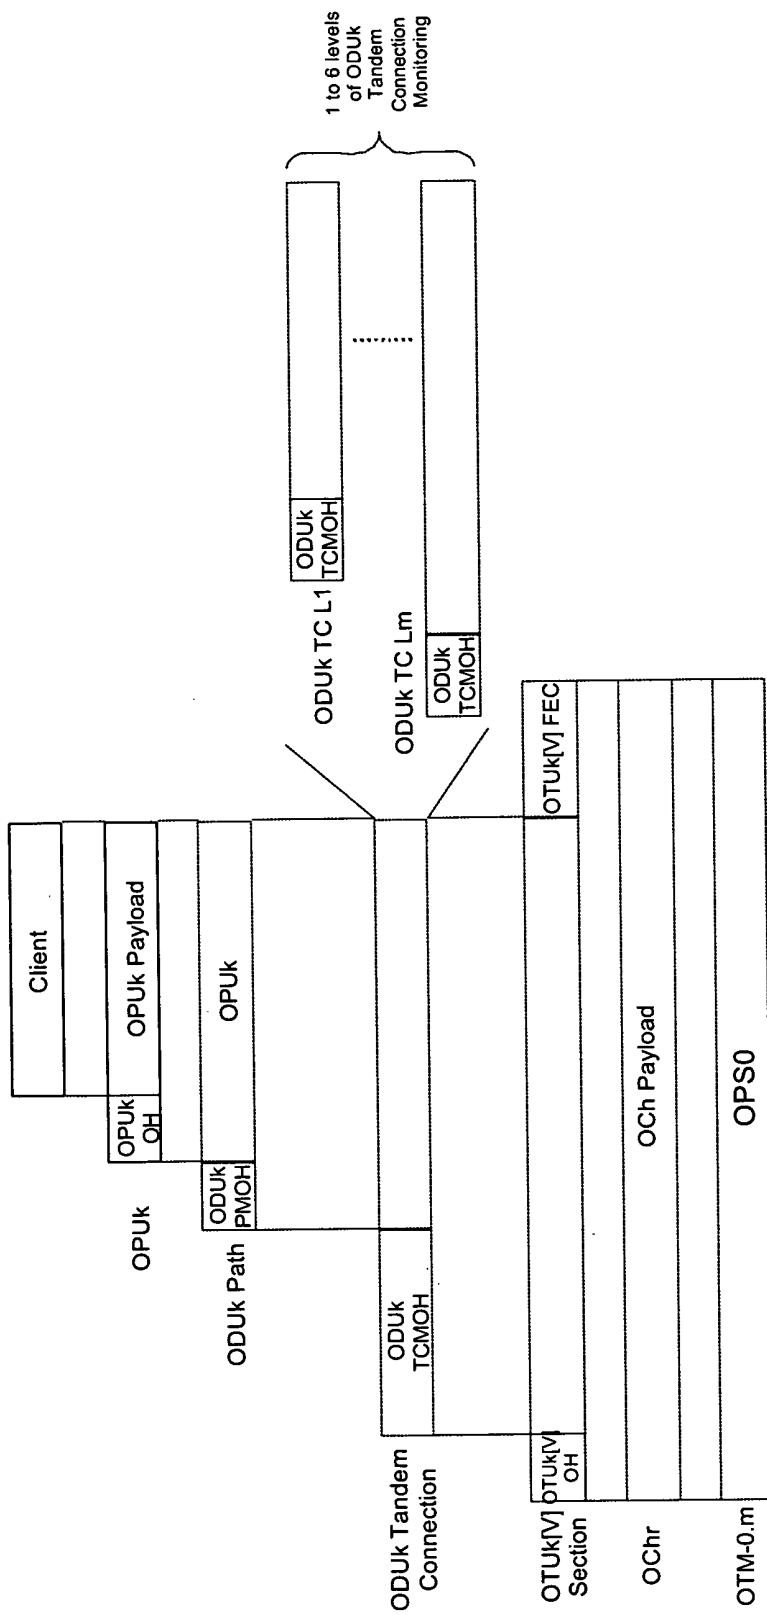 Client
OPUk
OPUk
OH
OPUk Payload
ODUk Path
ODUk
PMOH
OPUk
ODUk Tandem
Connection
ODUk
TCMOH
ODUk TC L1
ODUk
TCMOH
ODUk TC Lm
ODUk
TCMOH
1 to 6 levels
of ODUk
Tandem
Connection
Monitoring
OTUk[V]
Section
OTUk[V]
OH
OTUk[V] FEC
OChr
OCh Payload
OTM-0.m
OPS0